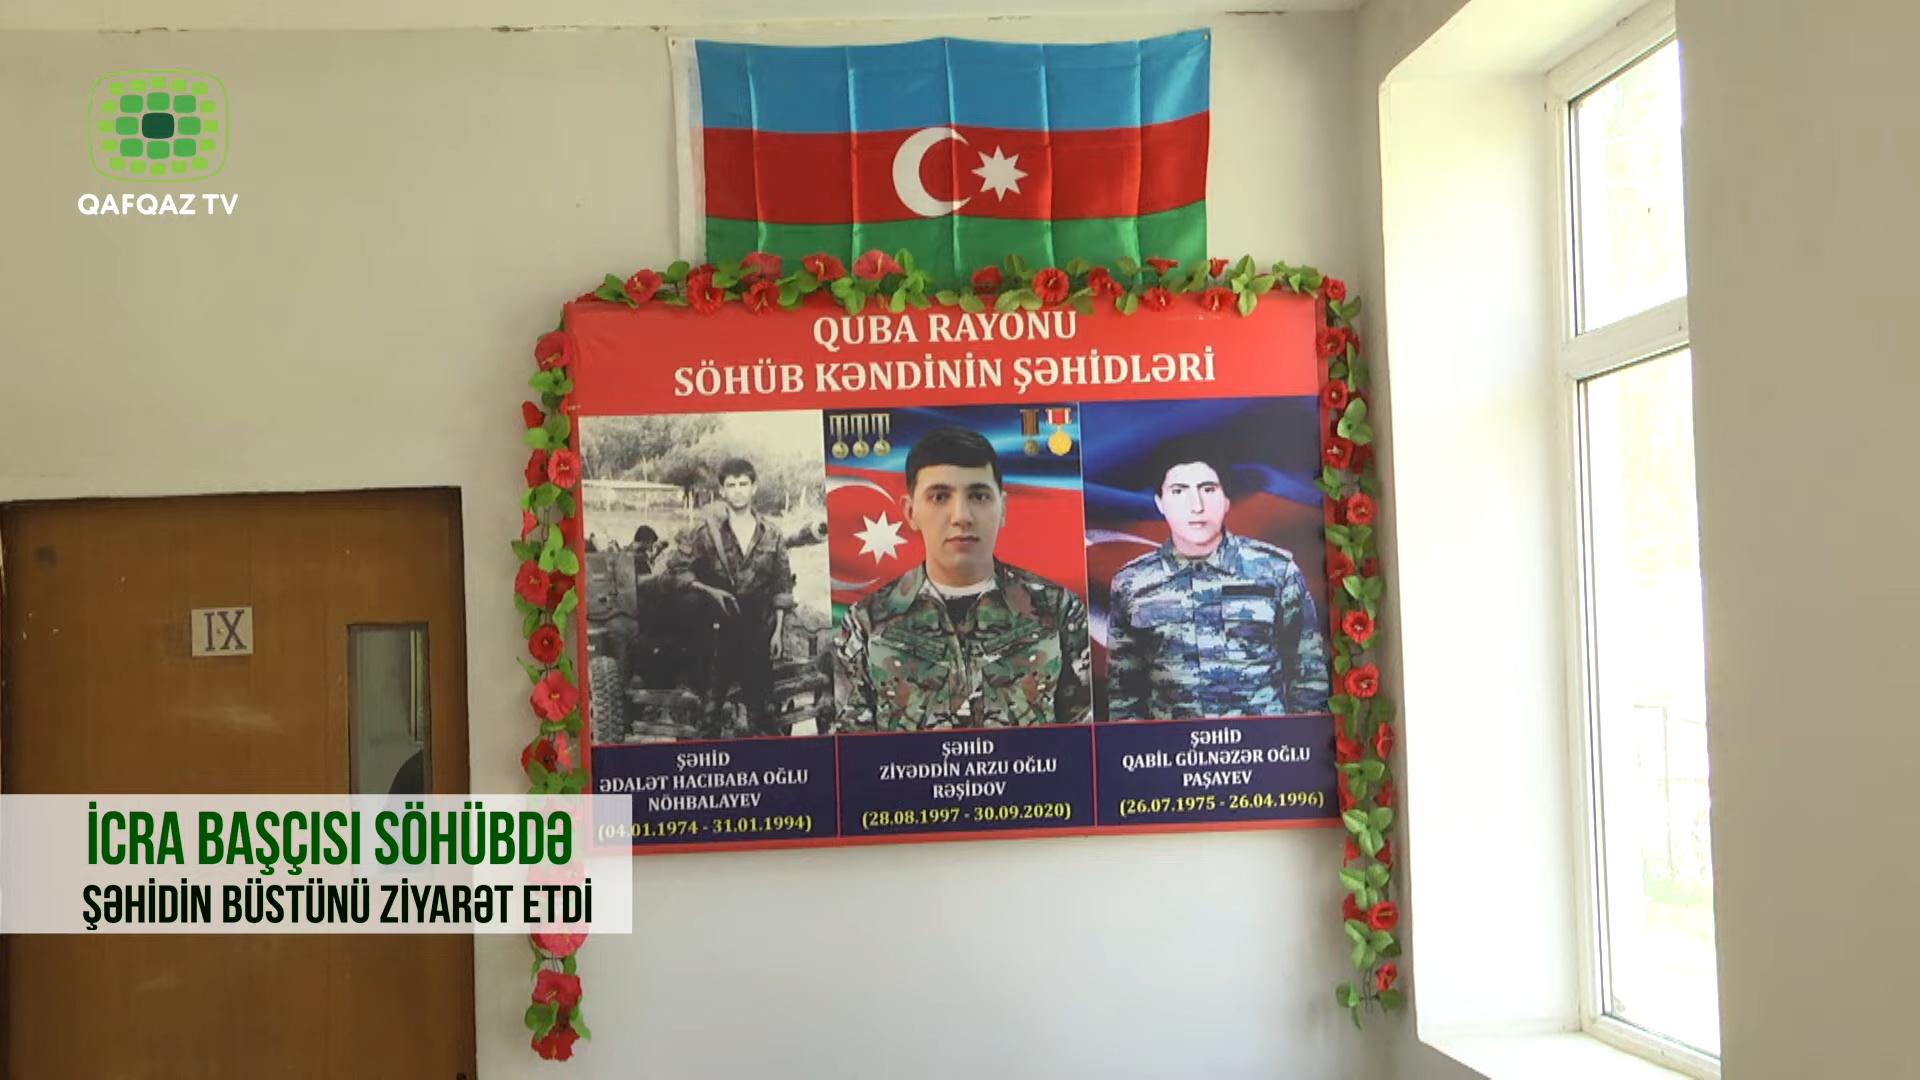 QAFQAZ TV
QUBA RAYONU
SÖHÜB KƏNDİNİN ŞƏHİDLƏRİ
IX
ŞƏHİD
ƏDALƏT HACIBABA OĞLU
NÖHBALAYEV
(04.01.1974 - 31.01.1994)
ŞƏHİD
ZİYƏDDİN ARZU OĞLU
RƏŞİDOV
(28.08.1997 - 30.09.2020)
ŞƏHİD
QABİL GÜLNƏZƏR OĞLU
PAŞAYEV
(26.07.1975 - 26.04.1996)
İCRA BAŞÇISI SÖHÜBDƏ
ŞƏHİDİN BÜSTÜNÜ ZİYARƏT ETDİ